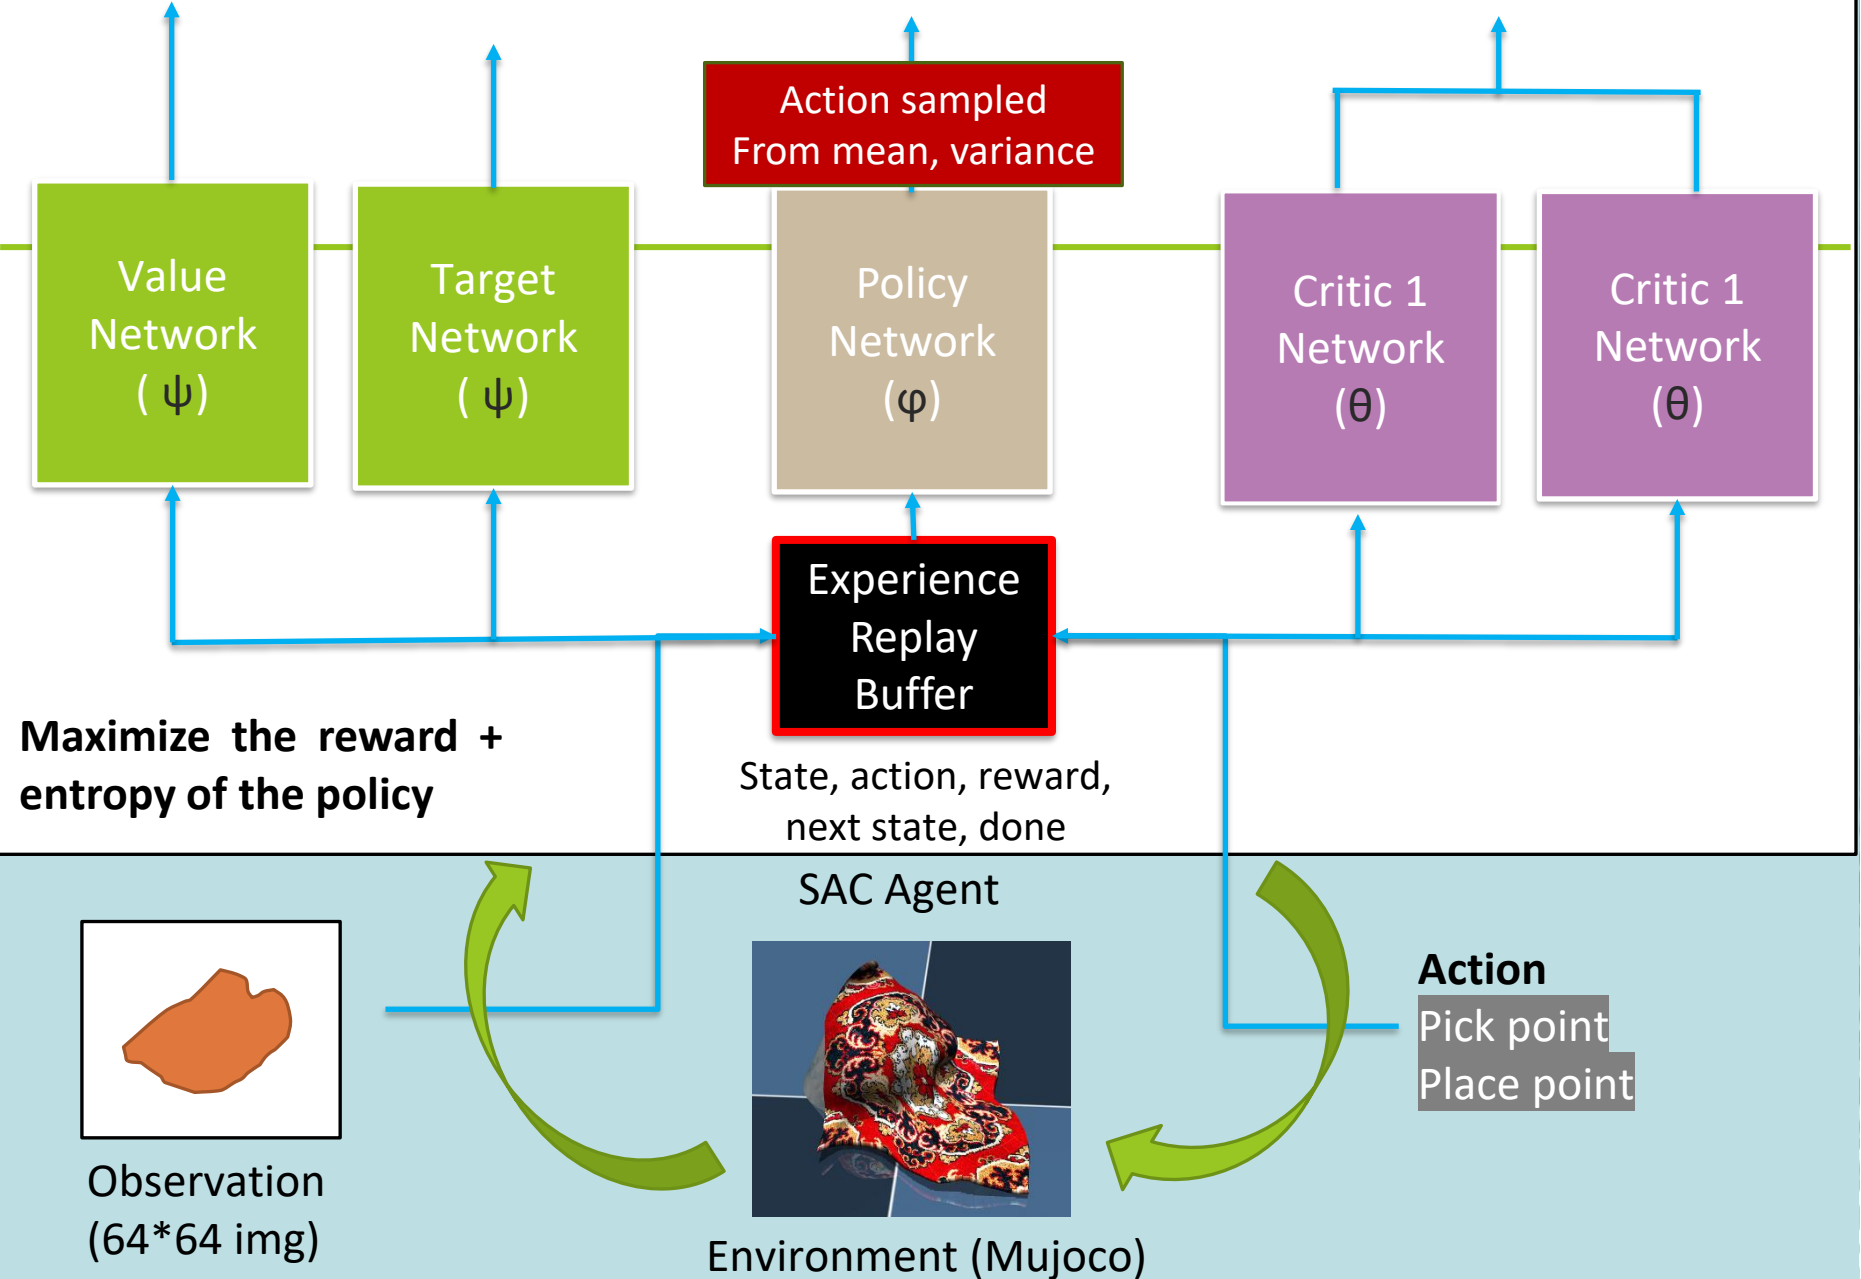 Action sampled
From mean, variance
Value
Network
( ψ)
Target
Network
( ψ)
Policy
Network
(φ)
Critic 1
Network
(θ)
Critic 1
Network
(θ)
Experience
Replay
Buffer
Maximize the reward +
entropy of the policy
State, action, reward,
next state, done
SAC Agent
Action
Pick point
Place point
Observation
(64*64 img)
Environment (Mujoco)